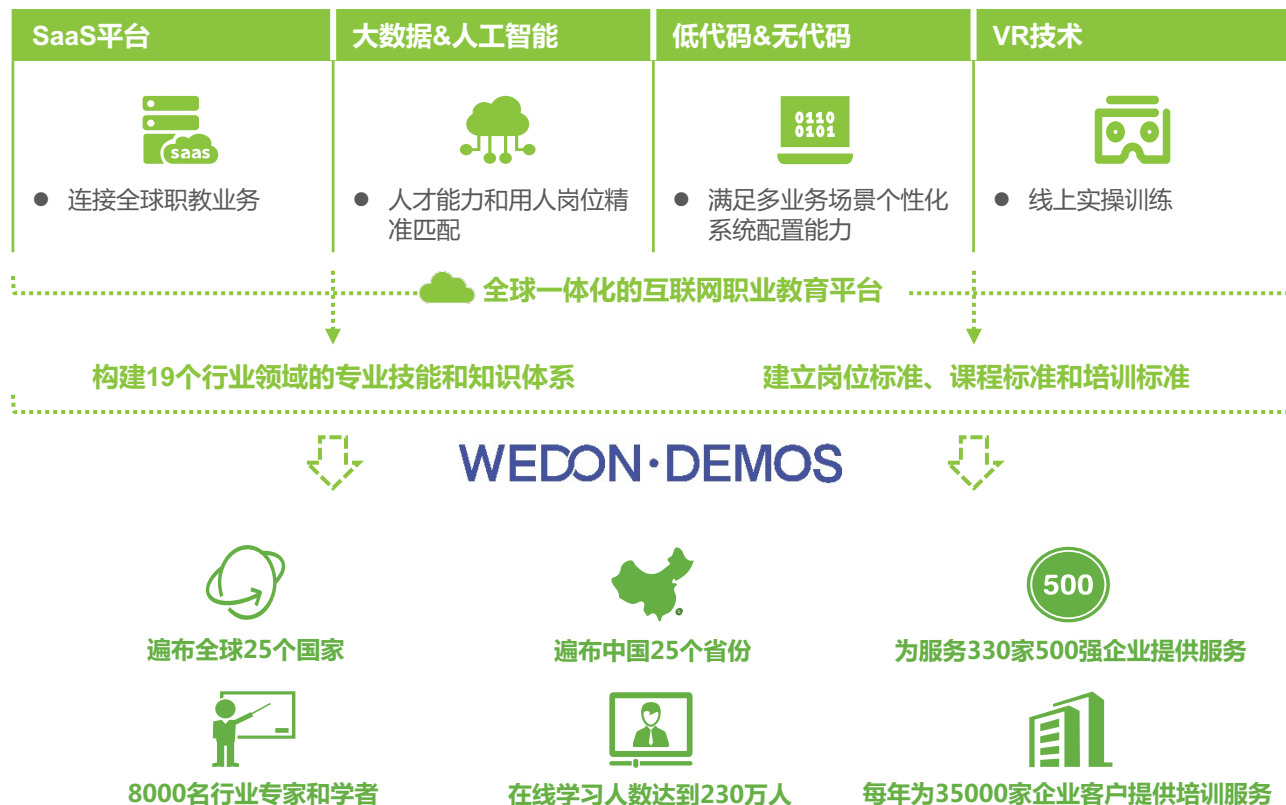 SaaS平台
大数据&人工智能
低代码&无代码
VR技术
saas
0110
0101
● 连接全球职教业务
● 人才能力和用人岗位精
准匹配
● 满足多业务场景个性化
系统配置能力
● 线上实操训练
全球一体化的互联网职业教育平台
构建19个行业领域的专业技能和知识体系
建立岗位标准、课程标准和培训标准
WEDON·DEMOS
500
遍布全球25个国家
遍布中国25个省份
为服务330家500强企业提供服务
8000名行业专家和学者
在线学习人数达到230万人
每年为35000家企业客户提供培训服务